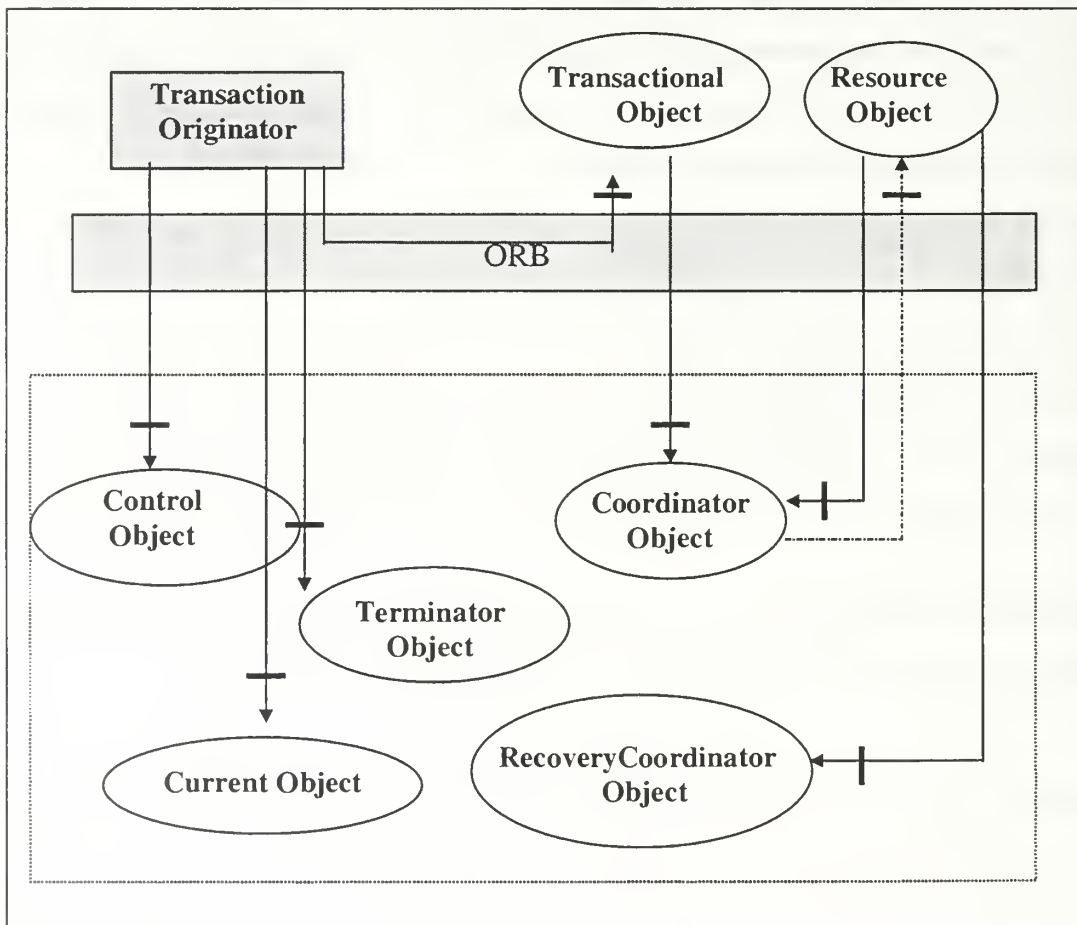 Transaction
Originator
Transactional
Object
Resource
Object
ORB
Control
Object
Coordinator
Object
Terminator
Object
Current Object
RecoveryCoordinator
Object